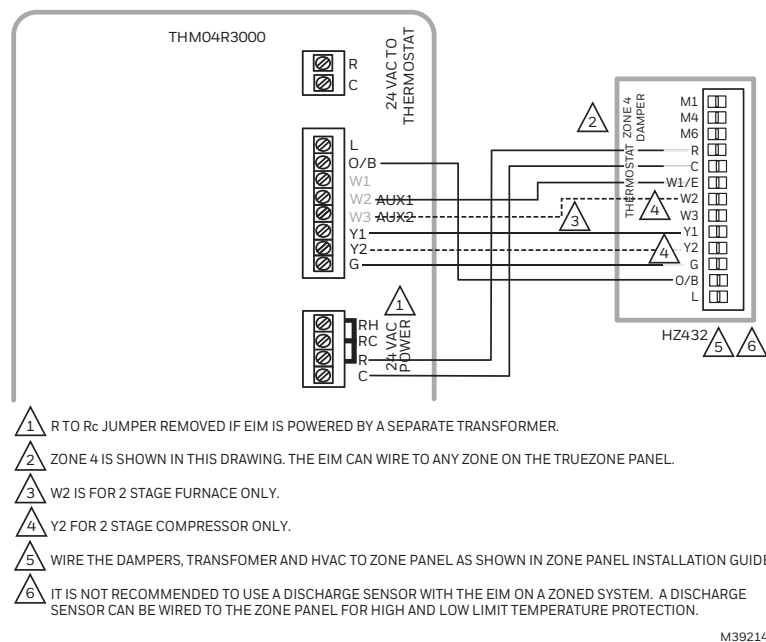 THM04R3000
24 VAC TO
THERMOSTAT
R
C
L
O/B
W1
W2 AUX1
W3 AUX2
Y1
Y2
G
1
24 VAC
POWER
RH
RC
R
C
2
THERMOSTAT ZONE 4
DAMPER
M1
M4
M6
R
C
W1/E
W2
W3
Y1
Y2
G
O/B
L
3
4
4
HZ432
5
6
1 R TO Rc JUMPER REMOVED IF EIM IS POWERED BY A SEPARATE TRANSFORMER.
2 ZONE 4 IS SHOWN IN THIS DRAWING. THE EIM CAN WIRE TO ANY ZONE ON THE TRUEZONE PANEL.
3 W2 IS FOR 2 STAGE FURNACE ONLY.
4 Y2 FOR 2 STAGE COMPRESSOR ONLY.
5 WIRE THE DAMPERS, TRANSFOMER AND HVAC TO ZONE PANEL AS SHOWN IN ZONE PANEL INSTALLATION GUIDE
6 IT IS NOT RECOMMENDED TO USE A DISCHARGE SENSOR WITH THE EIM ON A ZONED SYSTEM. A DISCHARGE
SENSOR CAN BE WIRED TO THE ZONE PANEL FOR HIGH AND LOW LIMIT TEMPERATURE PROTECTION.
M39214